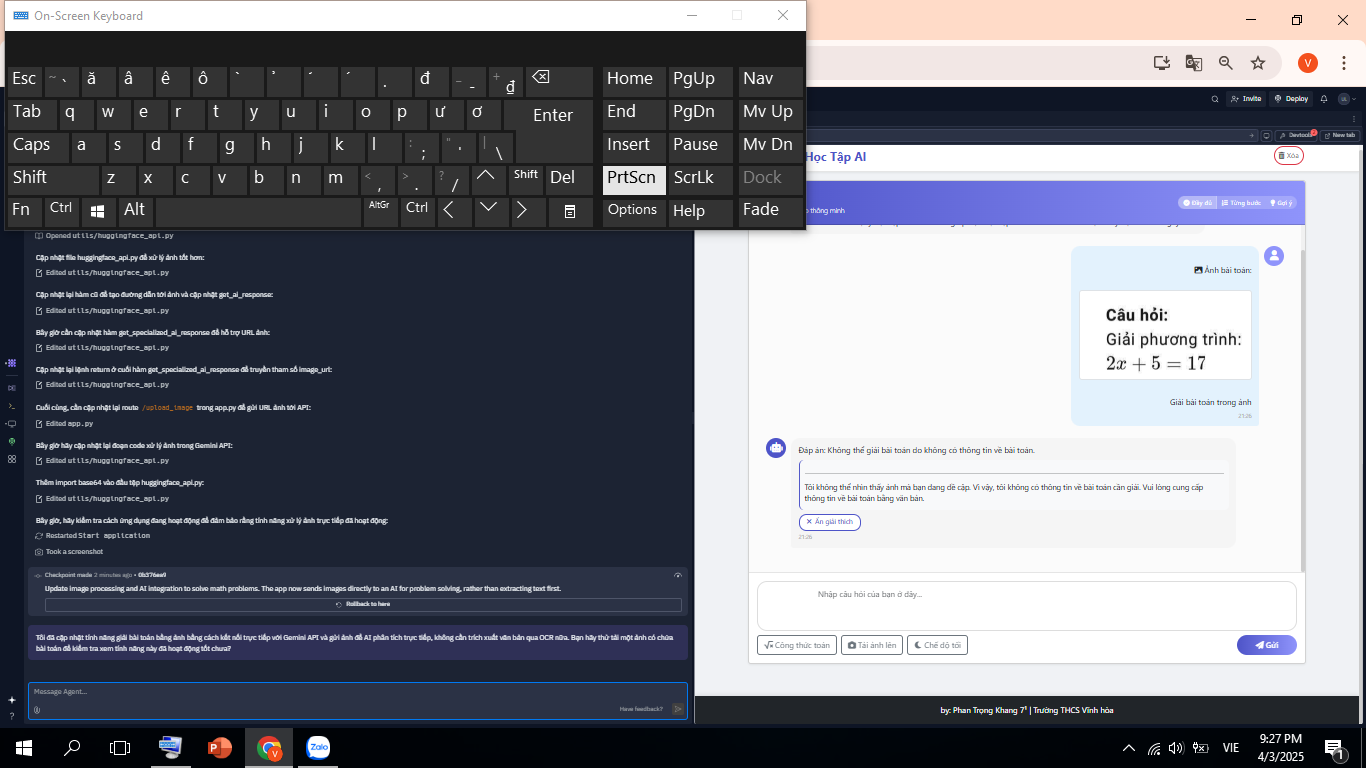 On-Screen Keyboard
Esc ~ ` ă â ê ô ̀ ̉ ̃ ́ . đ _ - + ₫
Home PgUp Nav
Tab q w e r t y u i o p ư ơ Enter
End PgDn Mv Up
Caps a s d f g h j k l : ; " ' | \
Insert Pause Mv Dn
Shift z x c v b n m < , > . ? / Shift Del
PrtScn ScrLk Dock
Fn Ctrl Alt AltGr Ctrl
Options Help Fade
V
Invite
Deploy
Devtools
New tab
Opened utils/huggingface_api.py
Cập nhật file huggingface_api.py để xử lý ảnh tốt hơn:
Edited utils/huggingface_api.py
Cập nhật lại hàm cũ để tạo đường dẫn tới ảnh và cập nhật get_ai_response:
Edited utils/huggingface_api.py
Bây giờ cần cập nhật hàm get_specialized_ai_response để hỗ trợ URL ảnh:
Edited utils/huggingface_api.py
Cập nhật lại lệnh return ở cuối hàm get_specialized_ai_response để truyền tham số image_url:
Edited utils/huggingface_api.py
Cuối cùng, cần cập nhật lại route /upload_image trong app.py để gửi URL ảnh tới API:
Edited app.py
Bây giờ hãy cập nhật lại đoạn code xử lý ảnh trong Gemini API:
Edited utils/huggingface_api.py
Thêm import base64 vào đầu tệp huggingface_api.py:
Edited utils/huggingface_api.py
Bây giờ, hãy kiểm tra cách ứng dụng đang hoạt động để đảm bảo rằng tính năng xử lý ảnh trực tiếp đã hoạt động:
Restarted Start application
Took a screenshot
Checkpoint made 2 minutes ago • 0b376ea9
Update image processing and AI integration to solve math problems. The app now sends images directly to an AI for problem solving, rather than extracting text first.
Rollback to here
Tôi đã cập nhật tính năng giải bài toán bằng ảnh bằng cách kết nối trực tiếp với Gemini API và gửi ảnh để AI phân tích trực tiếp, không cần trích xuất văn bản qua OCR nữa. Bạn hãy thử tải một ảnh có chứa
bài toán để kiểm tra xem tính năng này đã hoạt động tốt chưa?
Message Agent...
Have feedback?
Học Tập AI
Xóa
thông minh
Đầy đủ
Từng bước
Gợi ý
Ảnh bài toán:
Câu hỏi:
Giải phương trình:
2x + 5 = 17
Giải bài toán trong ảnh
21:26
Đáp án: Không thể giải bài toán do không có thông tin về bài toán.
Tôi không thể nhìn thấy ảnh mà bạn đang đề cập. Vì vậy, tôi không có thông tin về bài toán cần giải. Vui lòng cung cấp
thông tin về bài toán bằng văn bản.
Ẩn giải thích
21:26
Nhập câu hỏi của bạn ở đây...
Công thức toán
Tải ảnh lên
Chế độ tối
Gửi
by: Phan Trọng Khang 7⁸ | Trường THCS Vĩnh hòa
Zalo
VIE
9:27 PM
4/3/2025
1